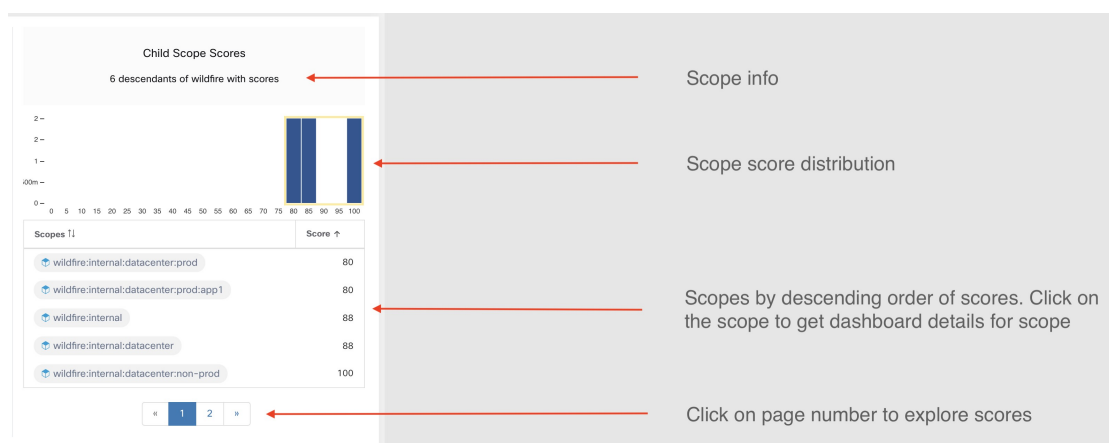 Child Scope Scores
6 descendants of wildfire with scores
Scope info
2
2
1
500m
0
0 5 10 15 20 25 30 35 40 45 50 55 60 65 70 75 80 85 90 95 100
Scope score distribution
Scopes ↑↓ Score ↑
wildfire:internal:datacenter:prod 80
wildfire:internal:datacenter:prod:app1 80
wildfire:internal 88
wildfire:internal:datacenter 88
wildfire:internal:datacenter:non-prod 100
Scopes by descending order of scores. Click on
the scope to get dashboard details for scope
« 1 2 »
Click on page number to explore scores